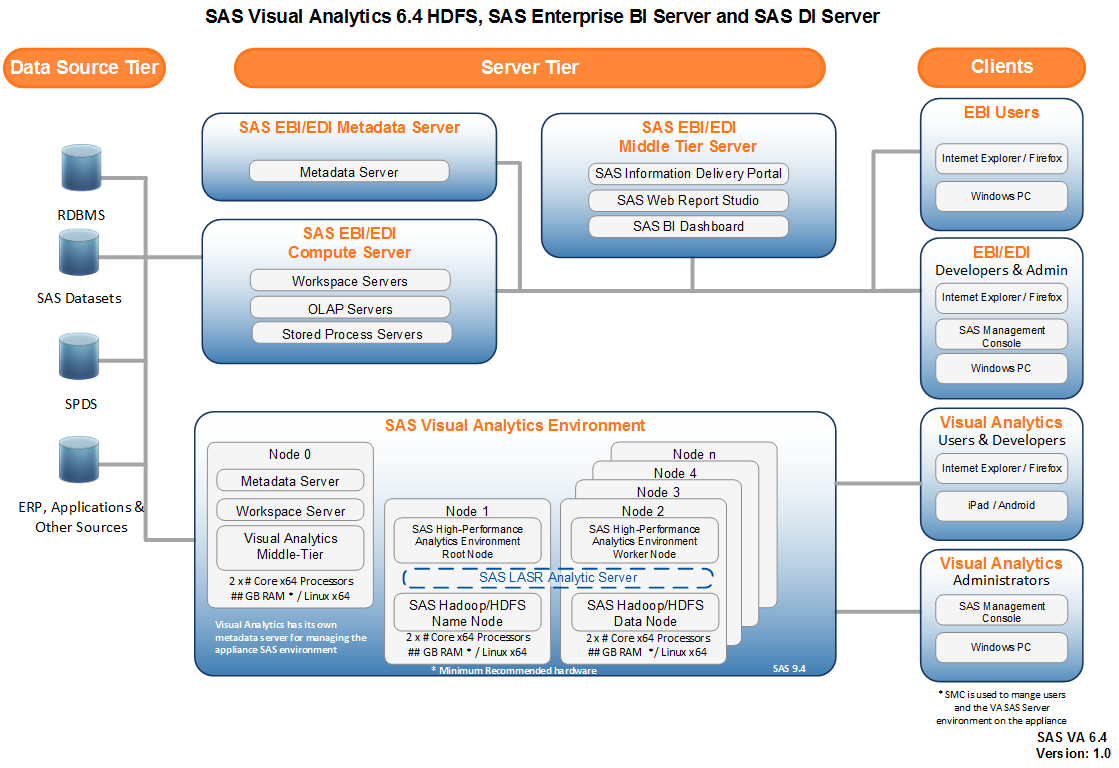 SAS Visual Analytics 6.4 HDFS, SAS Enterprise BI Server and SAS DI Server
Data Source Tier
Server Tier
Clients
RDBMS
SAS Datasets
SPDS
ERP, Applications &
Other Sources
SAS EBI/EDI Metadata Server
Metadata Server
SAS EBI/EDI
Compute Server
Workspace Servers
OLAP Servers
Stored Process Servers
SAS EBI/EDI
Middle Tier Server
SAS Information Delivery Portal
SAS Web Report Studio
SAS BI Dashboard
EBI Users
Internet Explorer / Firefox
Windows PC
EBI/EDI
Developers & Admin
Internet Explorer / Firefox
SAS Management
Console
Windows PC
SAS Visual Analytics Environment
Node 0
Metadata Server
Workspace Server
Visual Analytics
Middle-Tier
2 x # Core x64 Processors
## GB RAM * / Linux x64
Visual Analytics has its own
metadata server for managing the
appliance SAS environment
Node 1
SAS High-Performance
Analytics Environment
Root Node
SAS Hadoop/HDFS
Name Node
2 x # Core x64 Processors
## GB RAM * / Linux x64
Node n
Node 4
Node 3
Node 2
SAS High-Performance
Analytics Environment
Worker Node
SAS LASR Analytic Server
SAS Hadoop/HDFS
Data Node
2 x # Core x64 Processors
## GB RAM */ Linux x64
* Minimum Recommended hardware
SAS 9.4
Visual Analytics
Users & Developers
Internet Explorer / Firefox
iPad / Android
Visual Analytics
Administrators
SAS Management
Console
Windows PC
* SMC is used to mange users
and the VA SAS Server
environment on the appliance
SAS VA 6.4
Version: 1.0